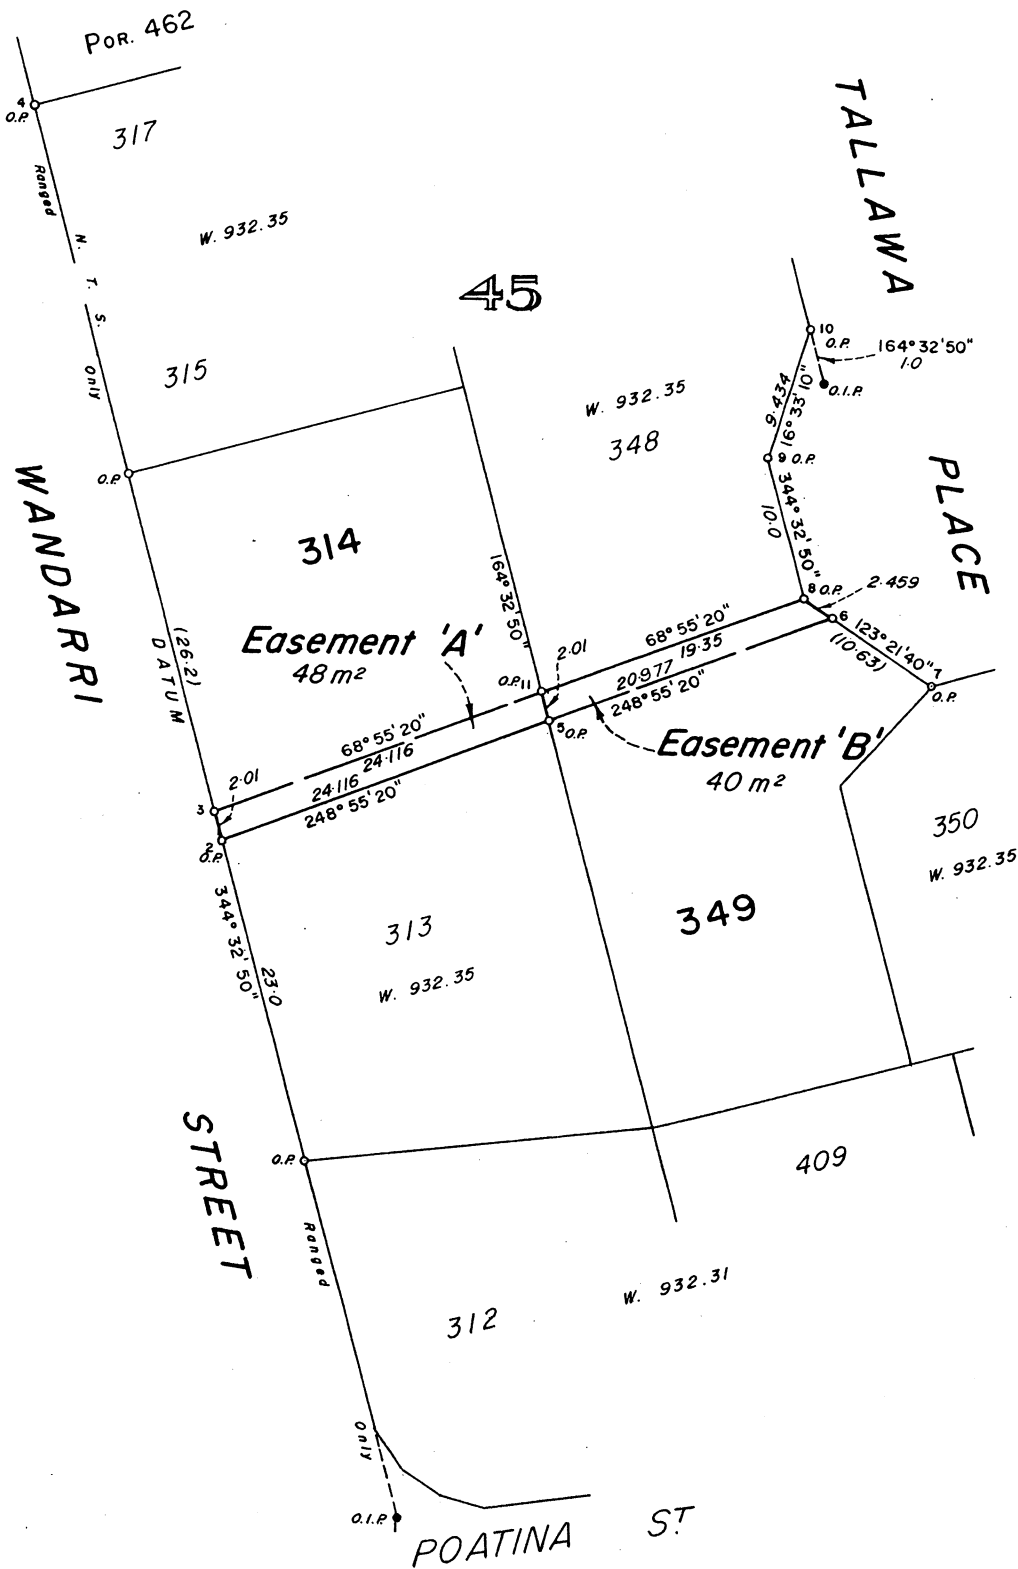 POR. 462
4
O.P.
317
Ranged
N. T. S.
only
W. 932.35
TALLAWA
45
10
O.P.
164° 32' 50"
1.0
O.I.P.
315
W. 932.35
348
9.434
16° 33' 10"
9 O.P.
344° 32' 50"
10.0
PLACE
O.P.
WANDARRI
314
164° 32' 50"
8 O.P.
2.459
6
123° 21' 40"
(10.63)
7
O.P.
(26.2)
DATUM
Easement 'A'
48 m²
O.P. 11
2.01
68° 55' 20"
19.35
20.977
248° 55' 20"
5 O.P.
Easement 'B'
40 m²
68° 55' 20"
24.116
24.116
248° 55' 20"
2.01
3
2
O.P.
350
W. 932.35
344° 32' 50"
23.0
313
W. 932.35
349
STREET
O.P.
409
Ranged
312
W. 932.31
only
O.I.P.
POATINA ST